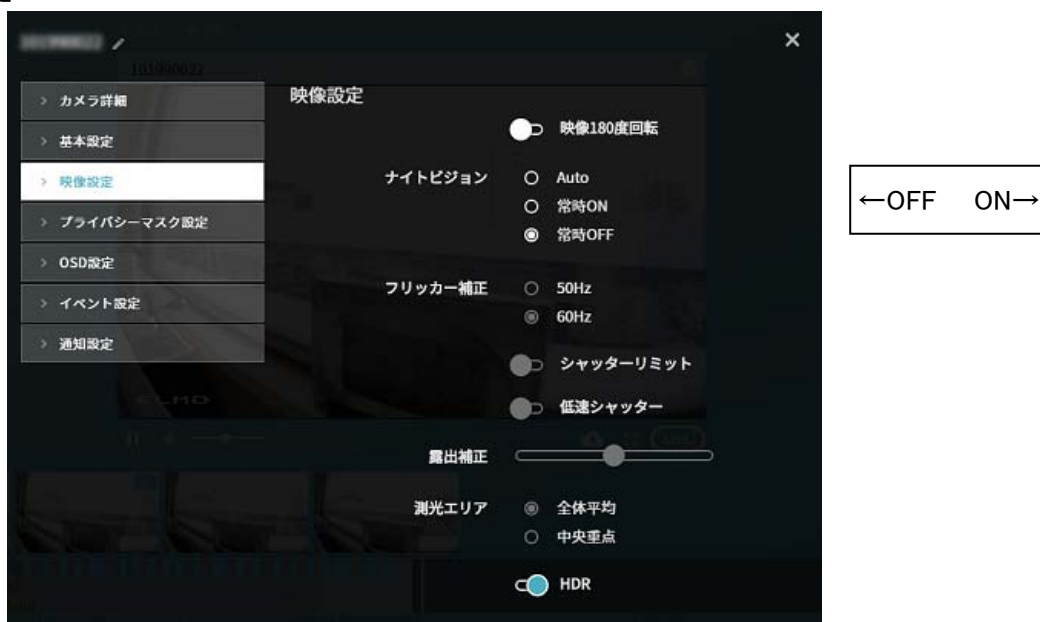 101990022
映像設定
カメラ詳細
基本設定
映像設定
プライバシーマスク設定
OSD設定
イベント設定
通知設定
映像180度回転
ナイトビジョン
Auto
常時ON
常時OFF
フリッカー補正
50Hz
60Hz
シャッターリミット
低速シャッター
露出補正
測光エリア
全体平均
中央重点
HDR
ELMO
←OFF ON→